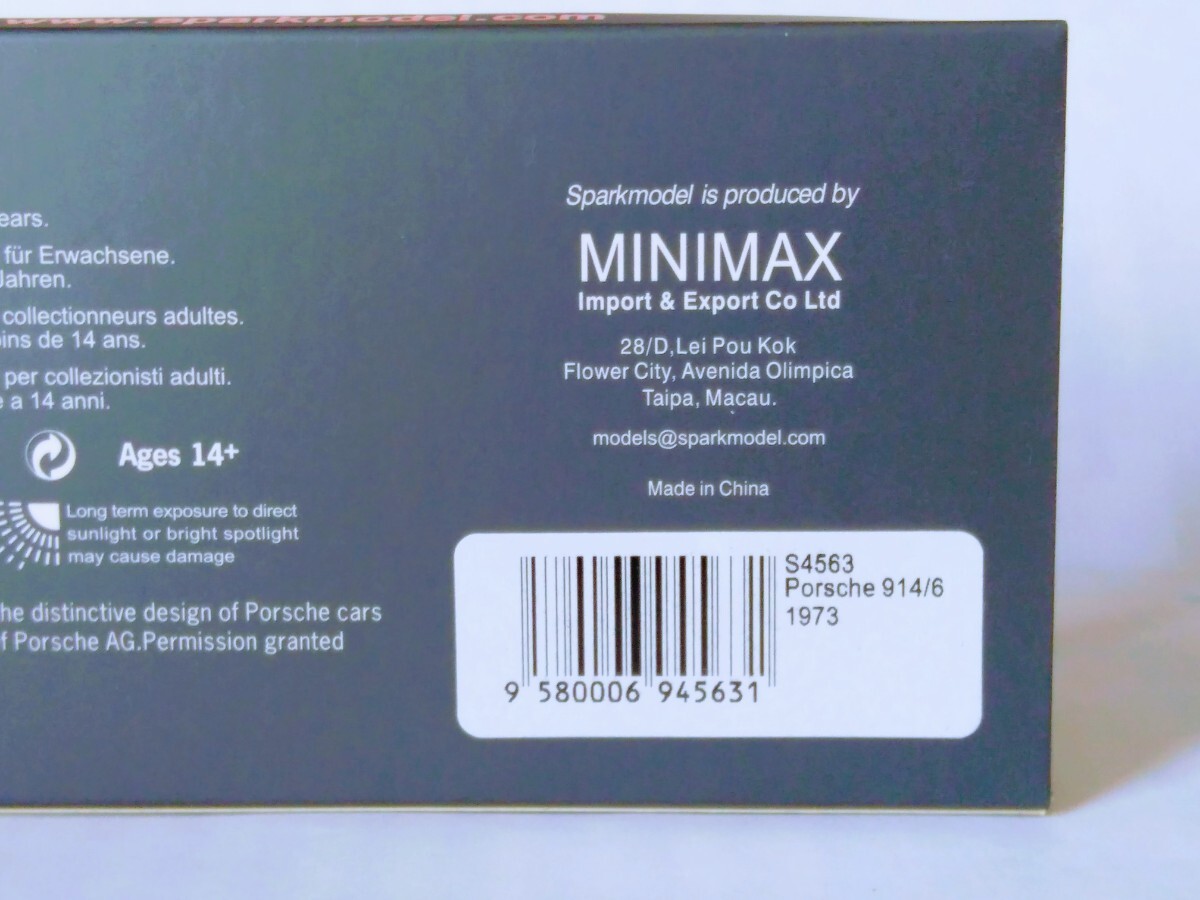 www.sparkmodel.com
ears.
für Erwachsene.
Jahren.
collectionneurs adultes.
oins de 14 ans.
per collezionisti adulti.
e a 14 anni.
Ages 14+
Long term exposure to direct
sunlight or bright spotlight
may cause damage
he distinctive design of Porsche cars
f Porsche AG.Permission granted
Sparkmodel is produced by
MINIMAX
Import & Export Co Ltd
28/D,Lei Pou Kok
Flower City, Avenida Olimpica
Taipa, Macau.
models@sparkmodel.com
Made in China
S4563
Porsche 914/6
1973
9 580006 945631